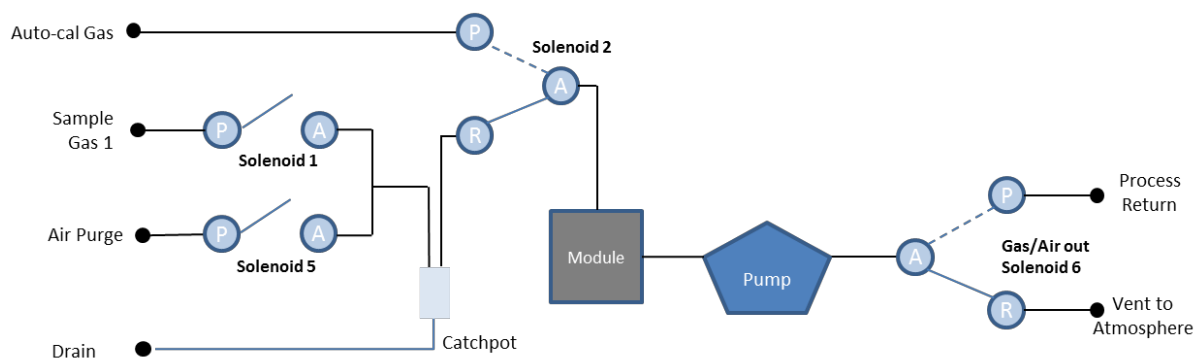 Auto-cal Gas
P
Solenoid 2
A
Sample
Gas 1
P
A
R
Solenoid 1
Air Purge
P
A
Solenoid 5
Module
Pump
A
P
Process
Return
Gas/Air out
Solenoid 6
R
Vent to
Atmosphere
Drain
Catchpot